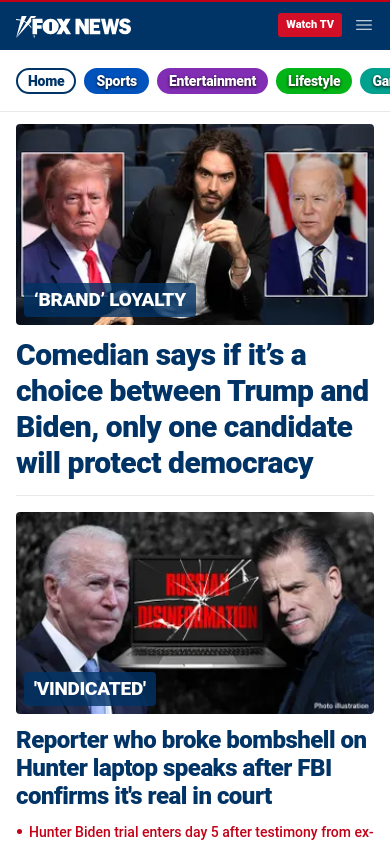 FOX NEWS
Watch TV
Home
Sports
Entertainment
Lifestyle
Ga
‘BRAND’ LOYALTY
Comedian says if it’s a
choice between Trump and
Biden, only one candidate
will protect democracy
RUSSIAN
DISINFORMATION
'VINDICATED'
Photo illustration
Reporter who broke bombshell on
Hunter laptop speaks after FBI
confirms it's real in court
• Hunter Biden trial enters day 5 after testimony from ex-